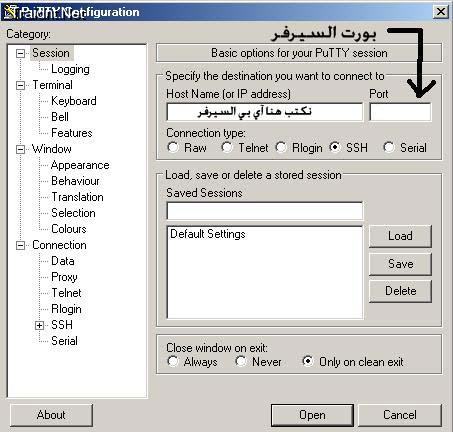 Traidnt.Net
PuTTY Configuration
Category:
Session
Logging
Terminal
Keyboard
Bell
Features
Window
Appearance
Behaviour
Translation
Selection
Colours
Connection
Data
Proxy
Telnet
Rlogin
SSH
Serial
بورت السيرفر
Basic options for your PuTTY session
Specify the destination you want to connect to
Host Name (or IP address) Port
نكتب هنا آي بي السيرفر
Connection type:
Raw Telnet Rlogin SSH Serial
Load, save or delete a stored session
Saved Sessions
Default Settings
Load
Save
Delete
Close window on exit:
Always Never Only on clean exit
About Open Cancel